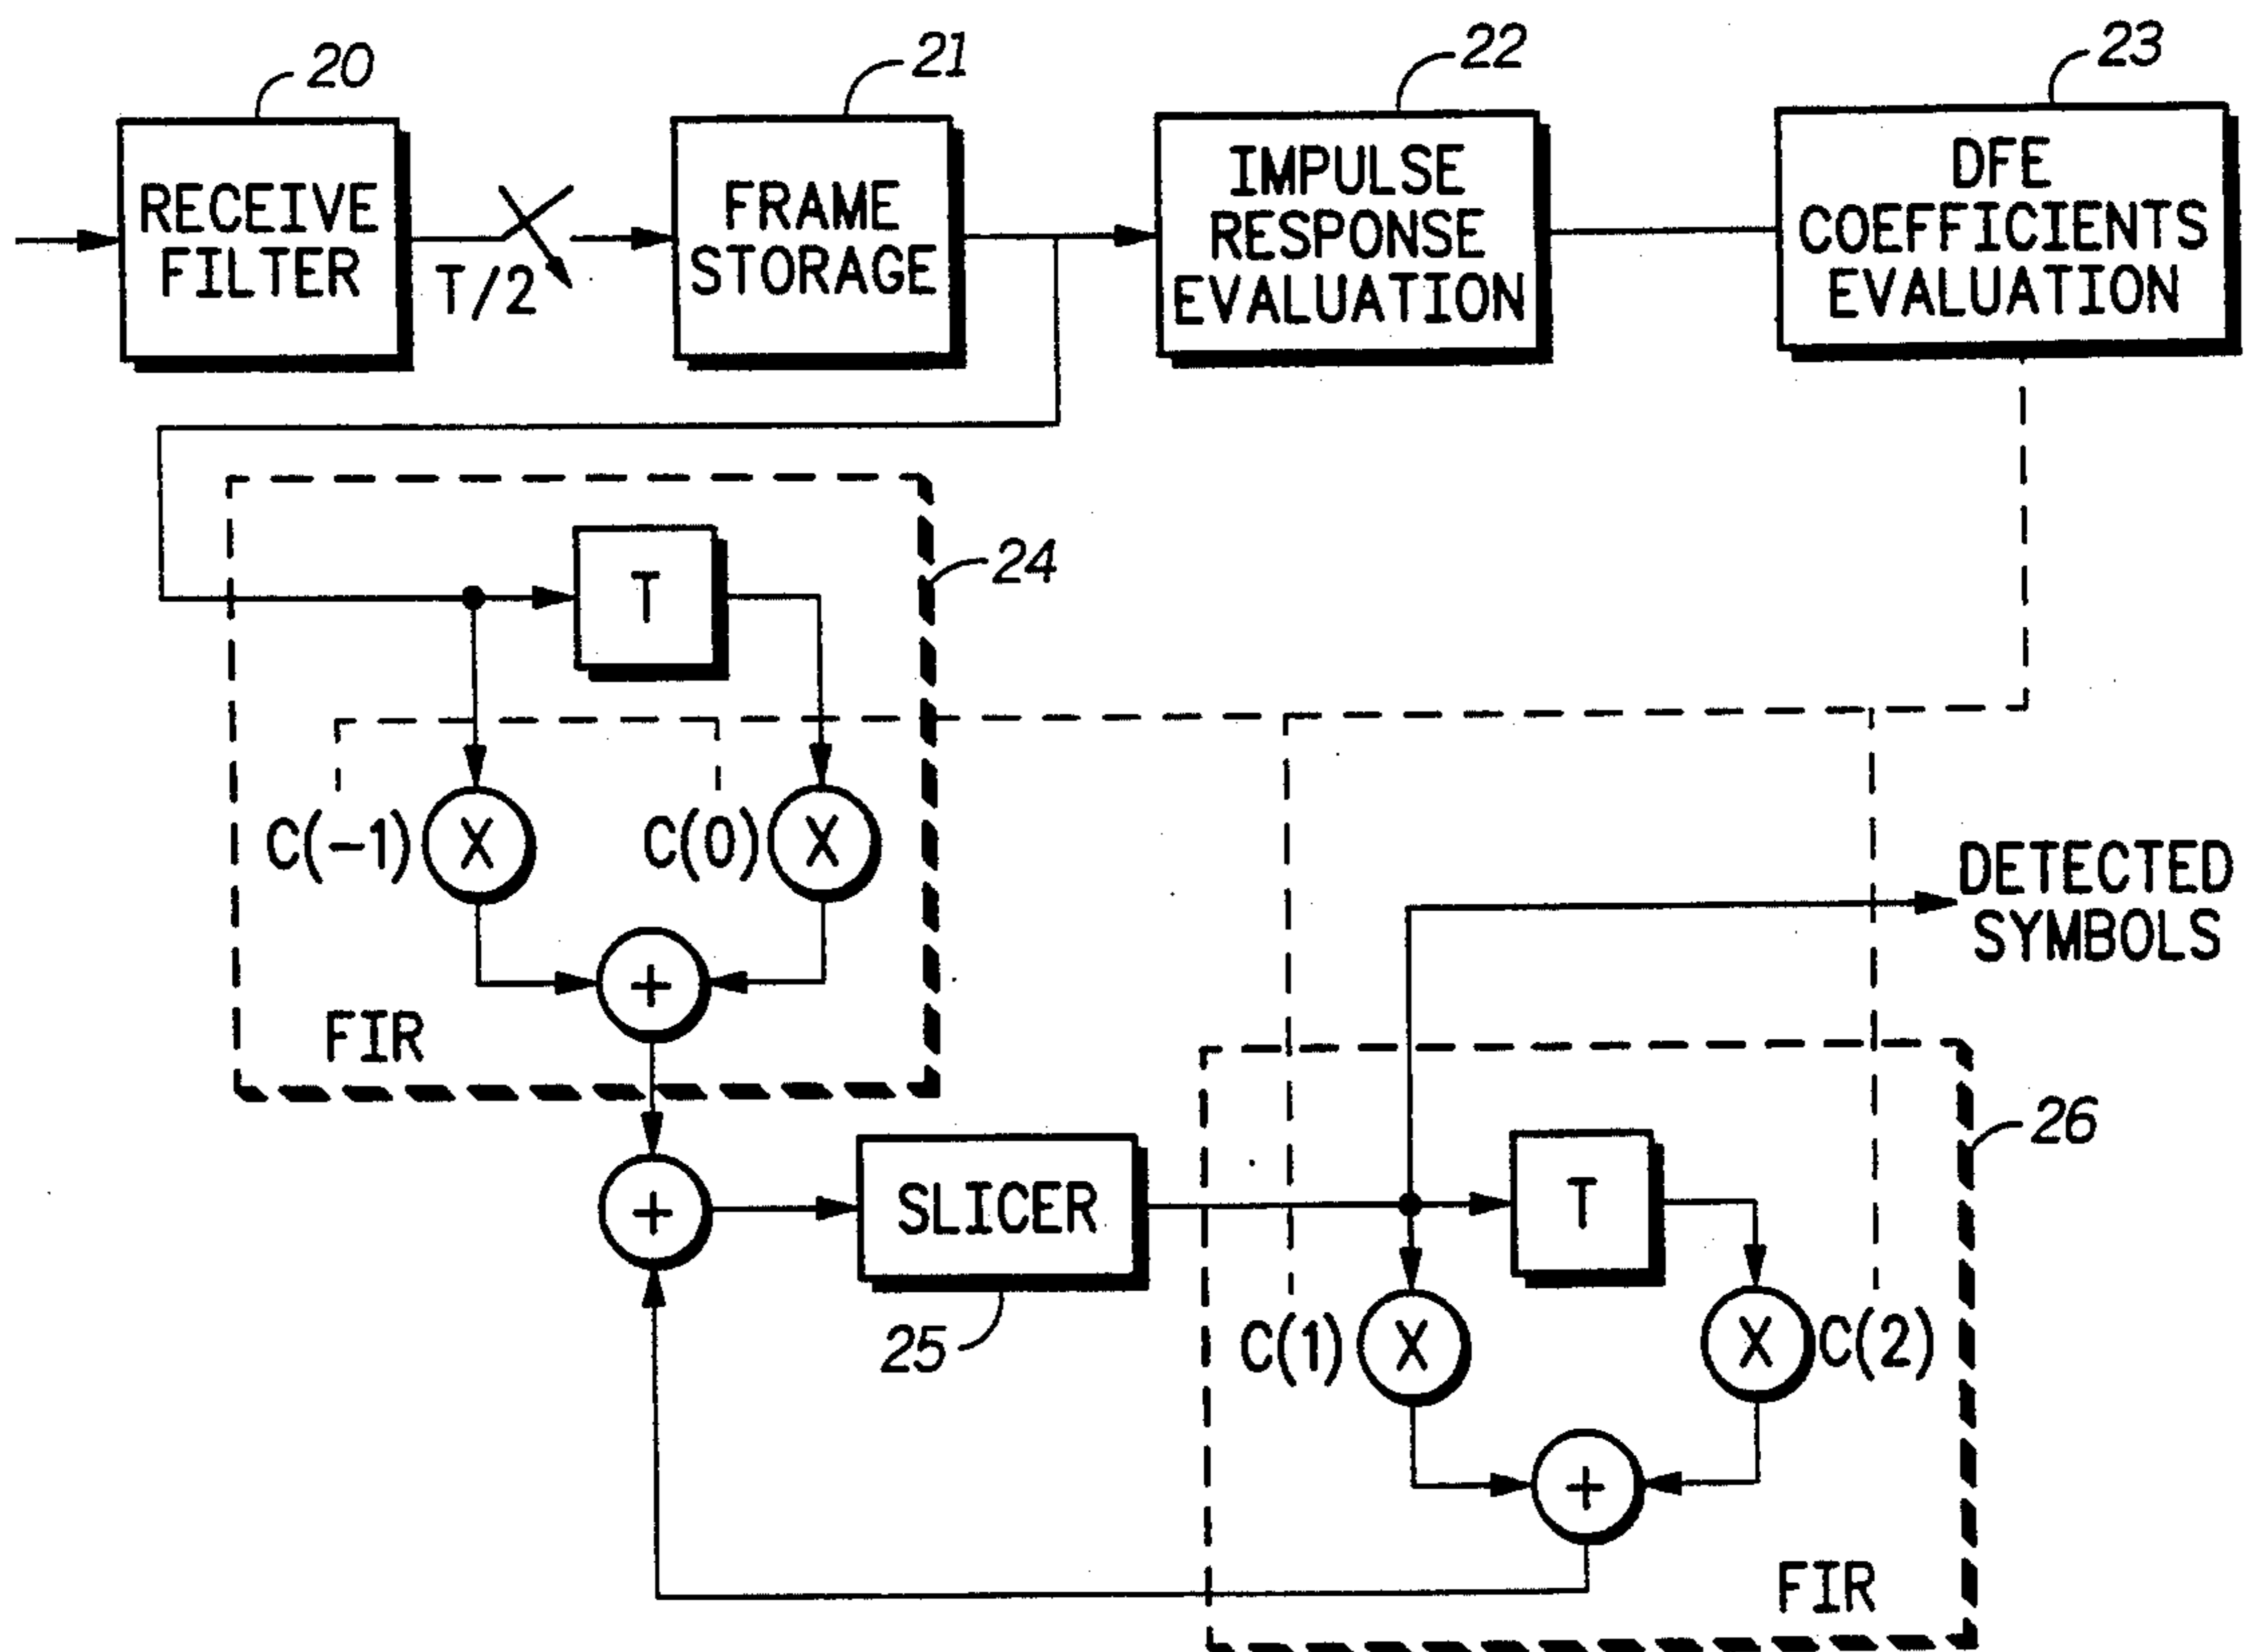 20
21
22
23
RECEIVE
FILTER
T/2
FRAME
STORAGE
IMPULSE
RESPONSE
EVALUATION
DFE
COEFFICIENTS
EVALUATION
24
T
C(-1)
X
C(0)
X
+
FIR
DETECTED
SYMBOLS
26
+
SLICER
25
T
C(1)
X
X
C(2)
+
FIR